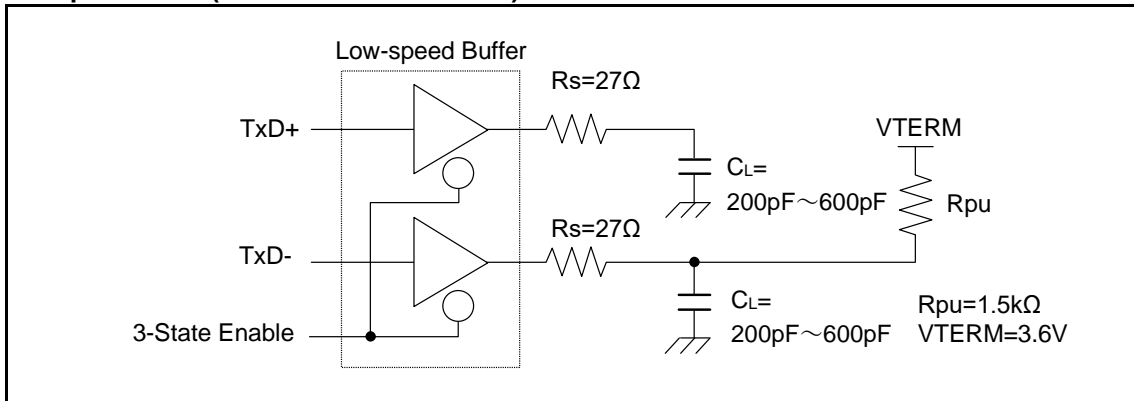 Low-speed Buffer
Rs=27Ω
TxD+
VTERM
CL=
200pF～600pF
Rpu
Rs=27Ω
TxD-
CL=
200pF～600pF
Rpu=1.5kΩ
VTERM=3.6V
3-State Enable